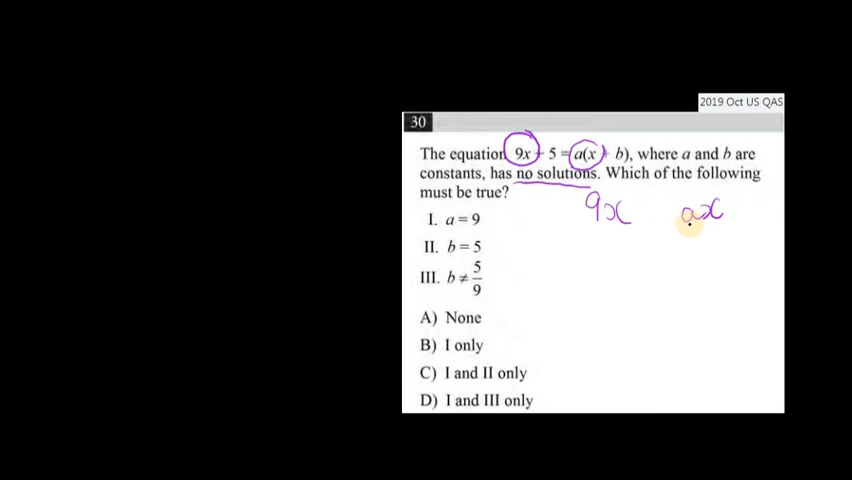 2019 Oct US QAS
30
The equation 9x + 5 = a(x + b), where a and b are
constants, has no solutions. Which of the following
must be true?
9x ax
I. a = 9
II. b = 5
III. b ≠ 5/9
A) None
B) I only
C) I and II only
D) I and III only